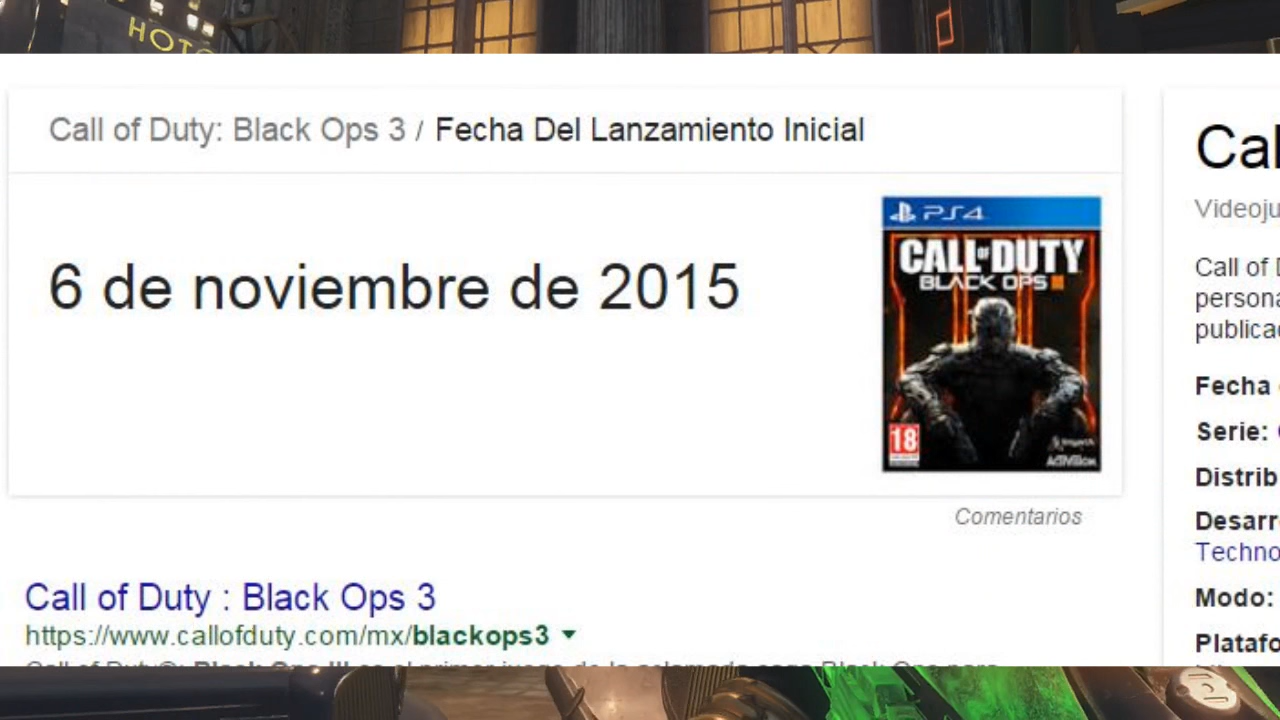 Call of Duty: Black Ops 3 / Fecha Del Lanzamiento Inicial
6 de noviembre de 2015
PS4
CALL OF DUTY
BLACK OPS III
18
ACTIVISION
Comentarios
Call of Duty : Black Ops 3
https://www.callofduty.com/mx/blackops3
Cal
Videoju
Call of D
persona
publicac
Fecha
Serie:
Distrib
Desarr
Techno
Modo:
Platafo